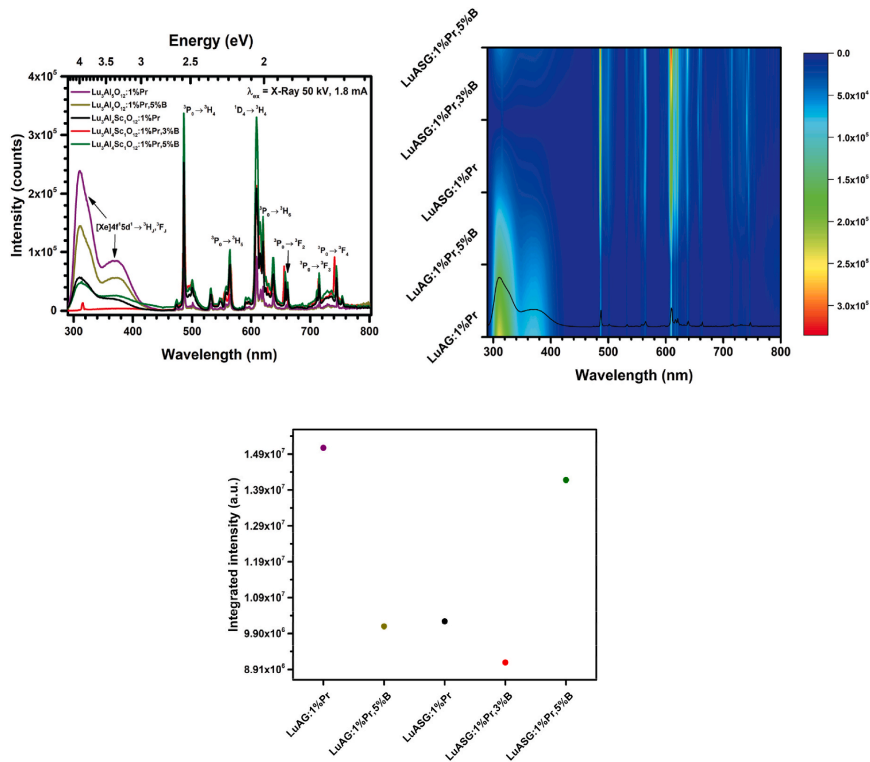 Energy (eV)
4 3.5 3 2.5 2
4x10⁵
3x10⁵
2x10⁵
1x10⁵
0
Intensity (counts)
λex = X-Ray 50 kV, 1.8 mA
Lu₃Al₅O₁₂:1%Pr
Lu₃Al₅O₁₂:1%Pr,5%B
Lu₃Al₄Sc₁O₁₂:1%Pr
Lu₃Al₄Sc₁O₁₂:1%Pr,3%B
Lu₃Al₄Sc₁O₁₂:1%Pr,5%B
³P₀→³H₄
¹D₄→³H₄
[Xe]4f¹5d¹→³Hⱼ,³Fⱼ
³P₀→³H₅
³P₀→³H₆
³P₀→³F₂
³P₀→³F₃
³P₀→³F₄
300 400 500 600 700 800
Wavelength (nm)
LuASG:1%Pr,5%B
LuASG:1%Pr,3%B
LuASG:1%Pr
LuAG:1%Pr,5%B
LuAG:1%Pr
300 400 500 600 700 800
Wavelength (nm)
0.0
5.0x10⁴
1.0x10⁵
1.5x10⁵
2.0x10⁵
2.5x10⁵
3.0x10⁵
Integrated intensity (a.u.)
1.49x10⁷
1.39x10⁷
1.29x10⁷
1.19x10⁷
1.09x10⁷
9.90x10⁶
8.91x10⁶
LuAG:1%Pr
LuAG:1%Pr,5%B
LuASG:1%Pr
LuASG:1%Pr,3%B
LuASG:1%Pr,5%B